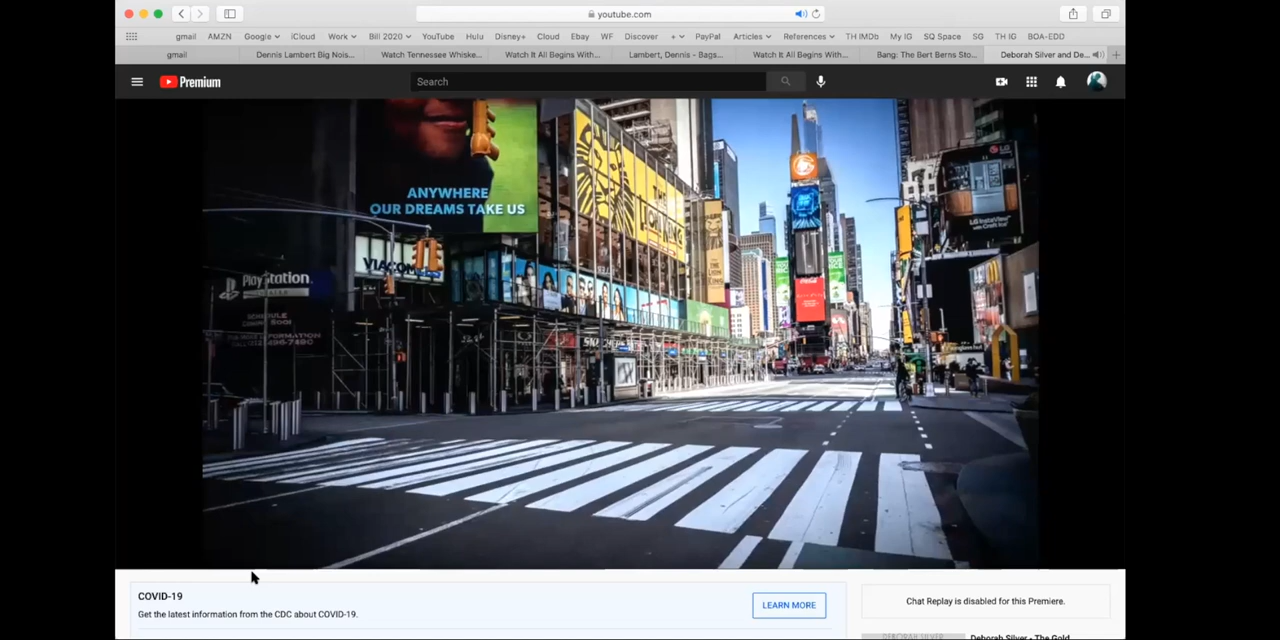 youtube.com
gmail AMZN Google iCloud Work Bill 2020 YouTube Hulu Disney+ Cloud Ebay WF Discover + PayPal Articles References TH IMDb My IG SQ Space SG TH IG BOA-EDD
gmail Dennis Lambert Big Nois... Watch Tennessee Whiske... Watch It All Begins With... Lambert, Dennis - Bags... Watch It All Begins With... Bang: The Bert Berns Sto... Deborah Silver and De...
Premium Search
ANYWHERE
OUR DREAMS TAKE US
THE
LION KING
VIACOM
PlayStation
LG
COVID-19
Get the latest information from the CDC about COVID-19.
LEARN MORE
Chat Replay is disabled for this Premiere.
DEBORAH SILVER
Deborah Silver - The Gold